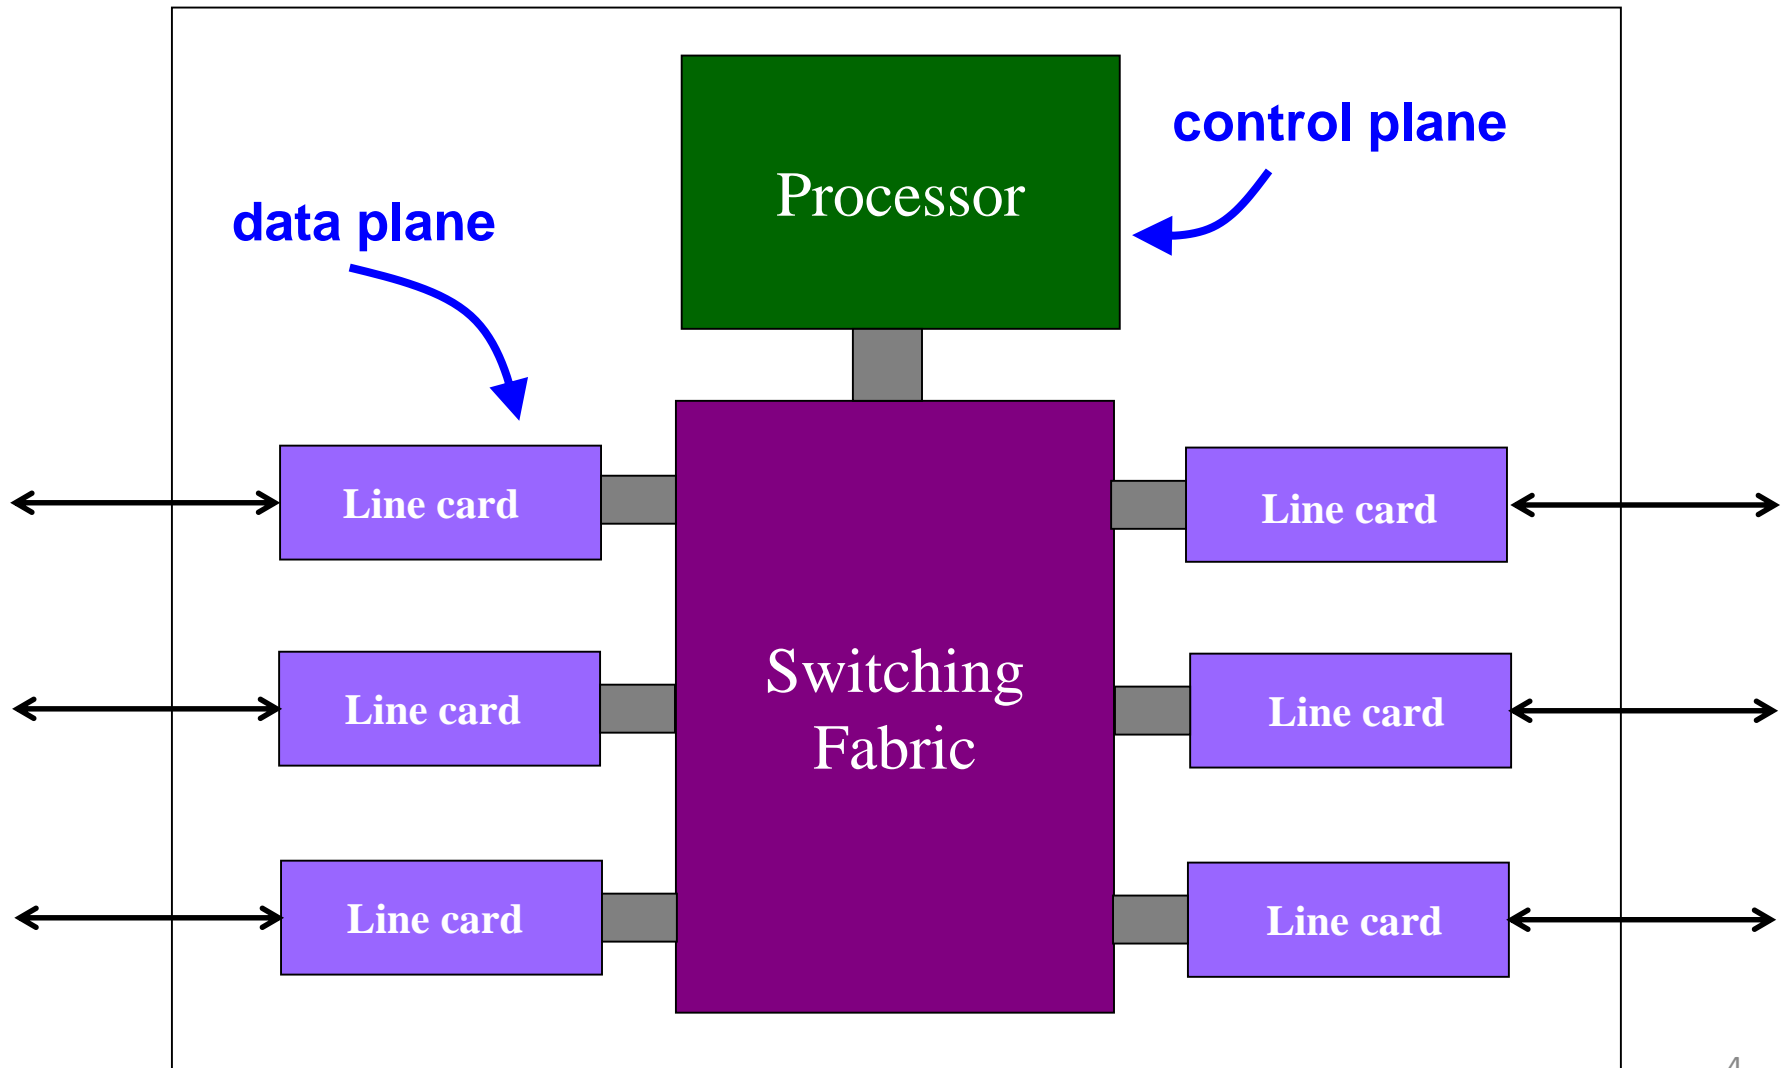 control plane
Processor
data plane
Line card
Line card
Switching
Fabric
Line card
Line card
Line card
Line card
4